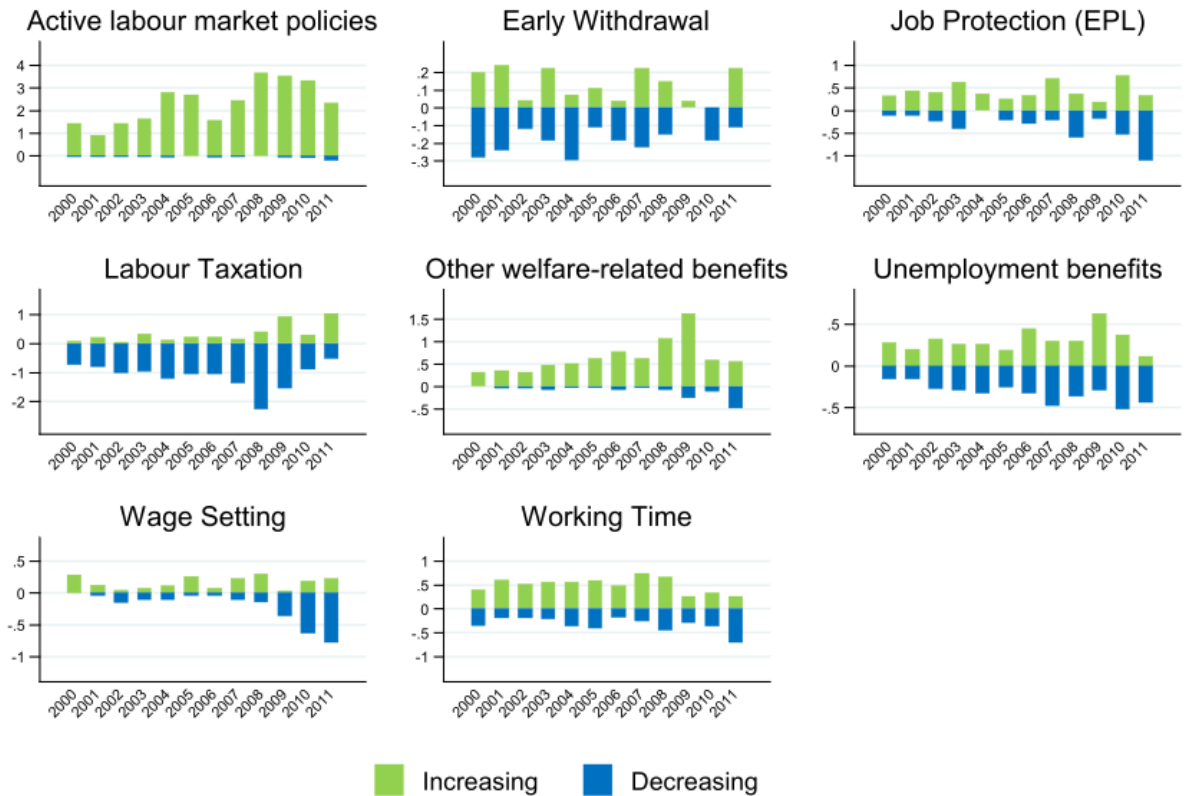 Active labour market policies
4
3
2
1
0
2000 2001 2002 2003 2004 2005 2006 2007 2008 2009 2010 2011
Early Withdrawal
.2
.1
0
-.1
-.2
-.3
2000 2001 2002 2003 2004 2005 2006 2007 2008 2009 2010 2011
Job Protection (EPL)
1
.5
0
-.5
-1
2000 2001 2002 2003 2004 2005 2006 2007 2008 2009 2010 2011
Labour Taxation
1
0
-1
-2
2000 2001 2002 2003 2004 2005 2006 2007 2008 2009 2010 2011
Other welfare-related benefits
1.5
1
.5
0
-.5
2000 2001 2002 2003 2004 2005 2006 2007 2008 2009 2010 2011
Unemployment benefits
.5
0
-.5
2000 2001 2002 2003 2004 2005 2006 2007 2008 2009 2010 2011
Wage Setting
.5
0
-.5
-1
2000 2001 2002 2003 2004 2005 2006 2007 2008 2009 2010 2011
Working Time
1
.5
0
-.5
-1
2000 2001 2002 2003 2004 2005 2006 2007 2008 2009 2010 2011
Increasing Decreasing